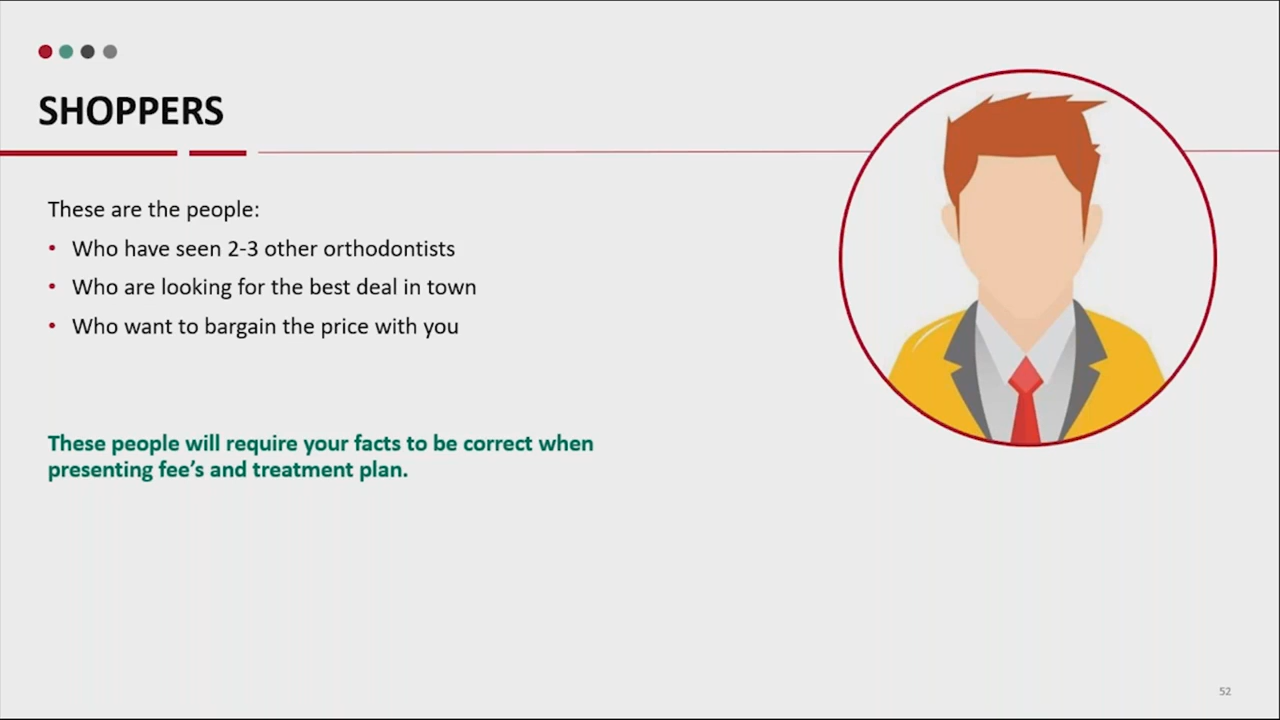 SHOPPERS
These are the people:
• Who have seen 2-3 other orthodontists
• Who are looking for the best deal in town
• Who want to bargain the price with you
These people will require your facts to be correct when
presenting fee’s and treatment plan.
52